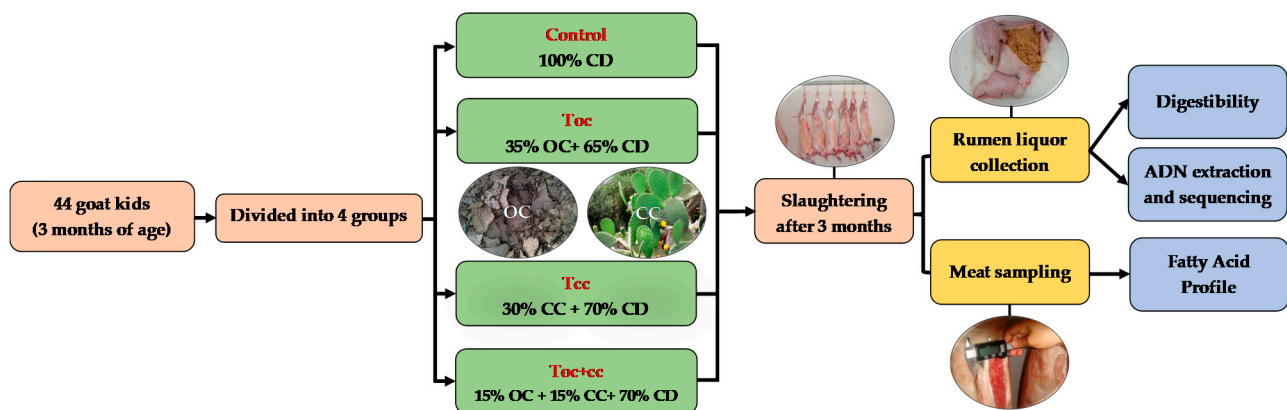 44 goat kids
(3 months of age)
Divided into 4 groups
Control
100% CD
Toc
35% OC+ 65% CD
OC
CC
Tcc
30% CC + 70% CD
Toc+cc
15% OC + 15% CC+ 70% CD
Slaughtering
after 3 months
Rumen liquor
collection
Meat sampling
Digestibility
ADN extraction
and sequencing
Fatty Acid
Profile